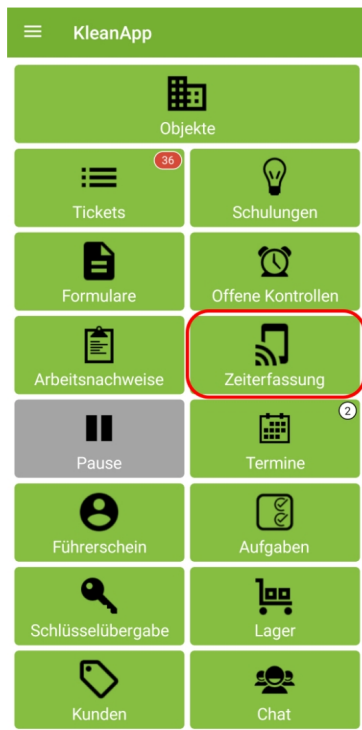 KleanApp
Objekte
36
Tickets
Schulungen
Formulare
Offene Kontrollen
Arbeitsnachweise
Zeiterfassung
Pause
2
Termine
Führerschein
Aufgaben
Schlüsselübergabe
Lager
Kunden
Chat